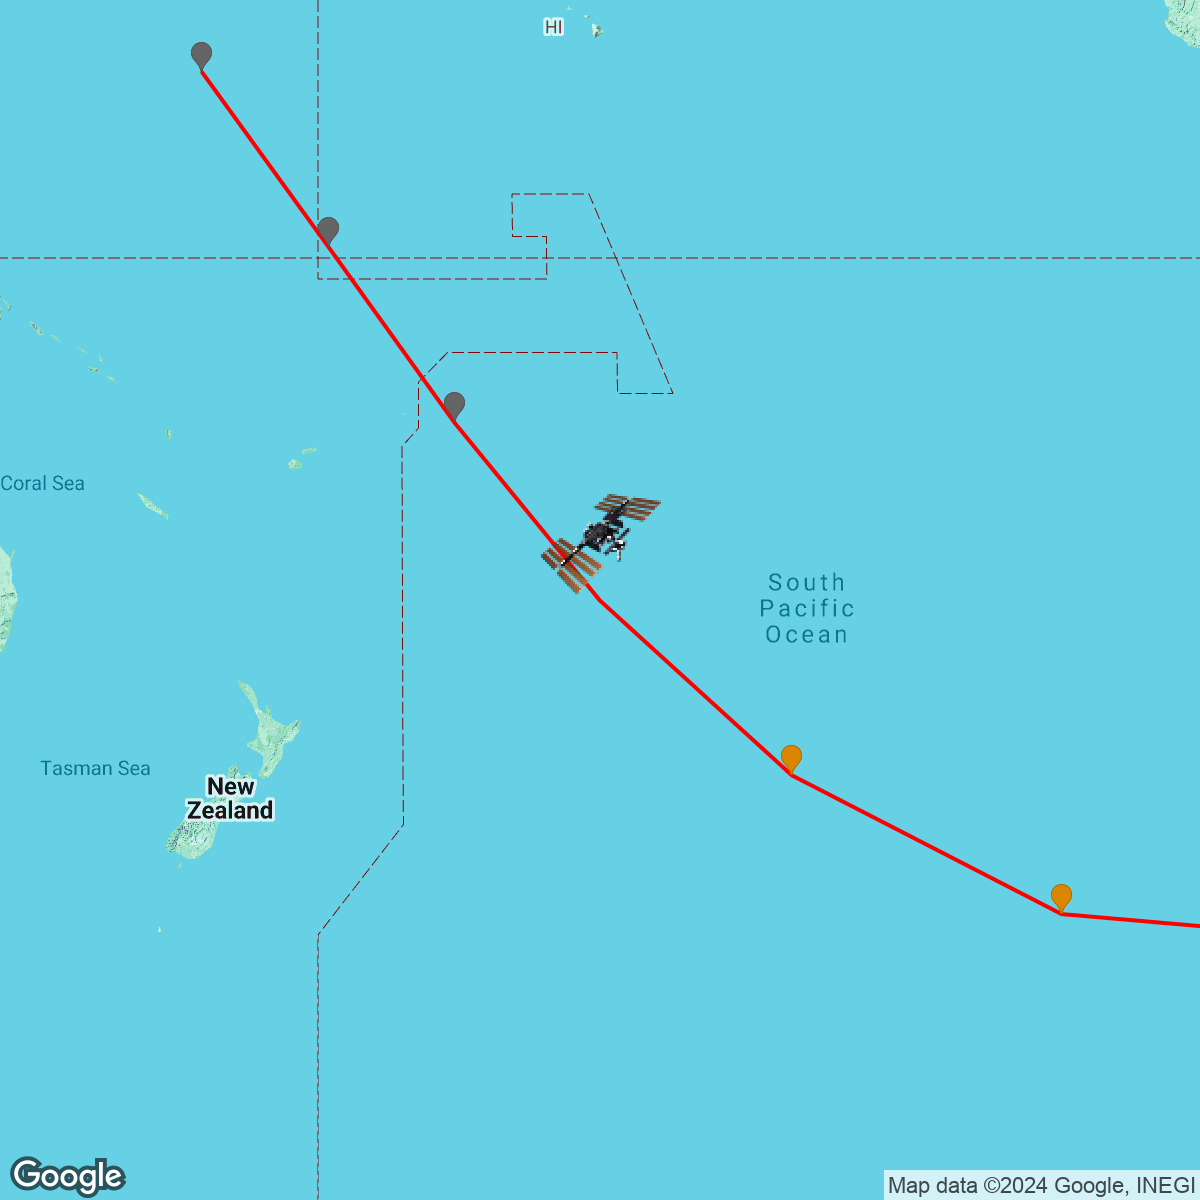 HI
Coral Sea
South
Pacific
Ocean
Tasman Sea
New
Zealand
Google
Map data ©2024 Google, INEGI